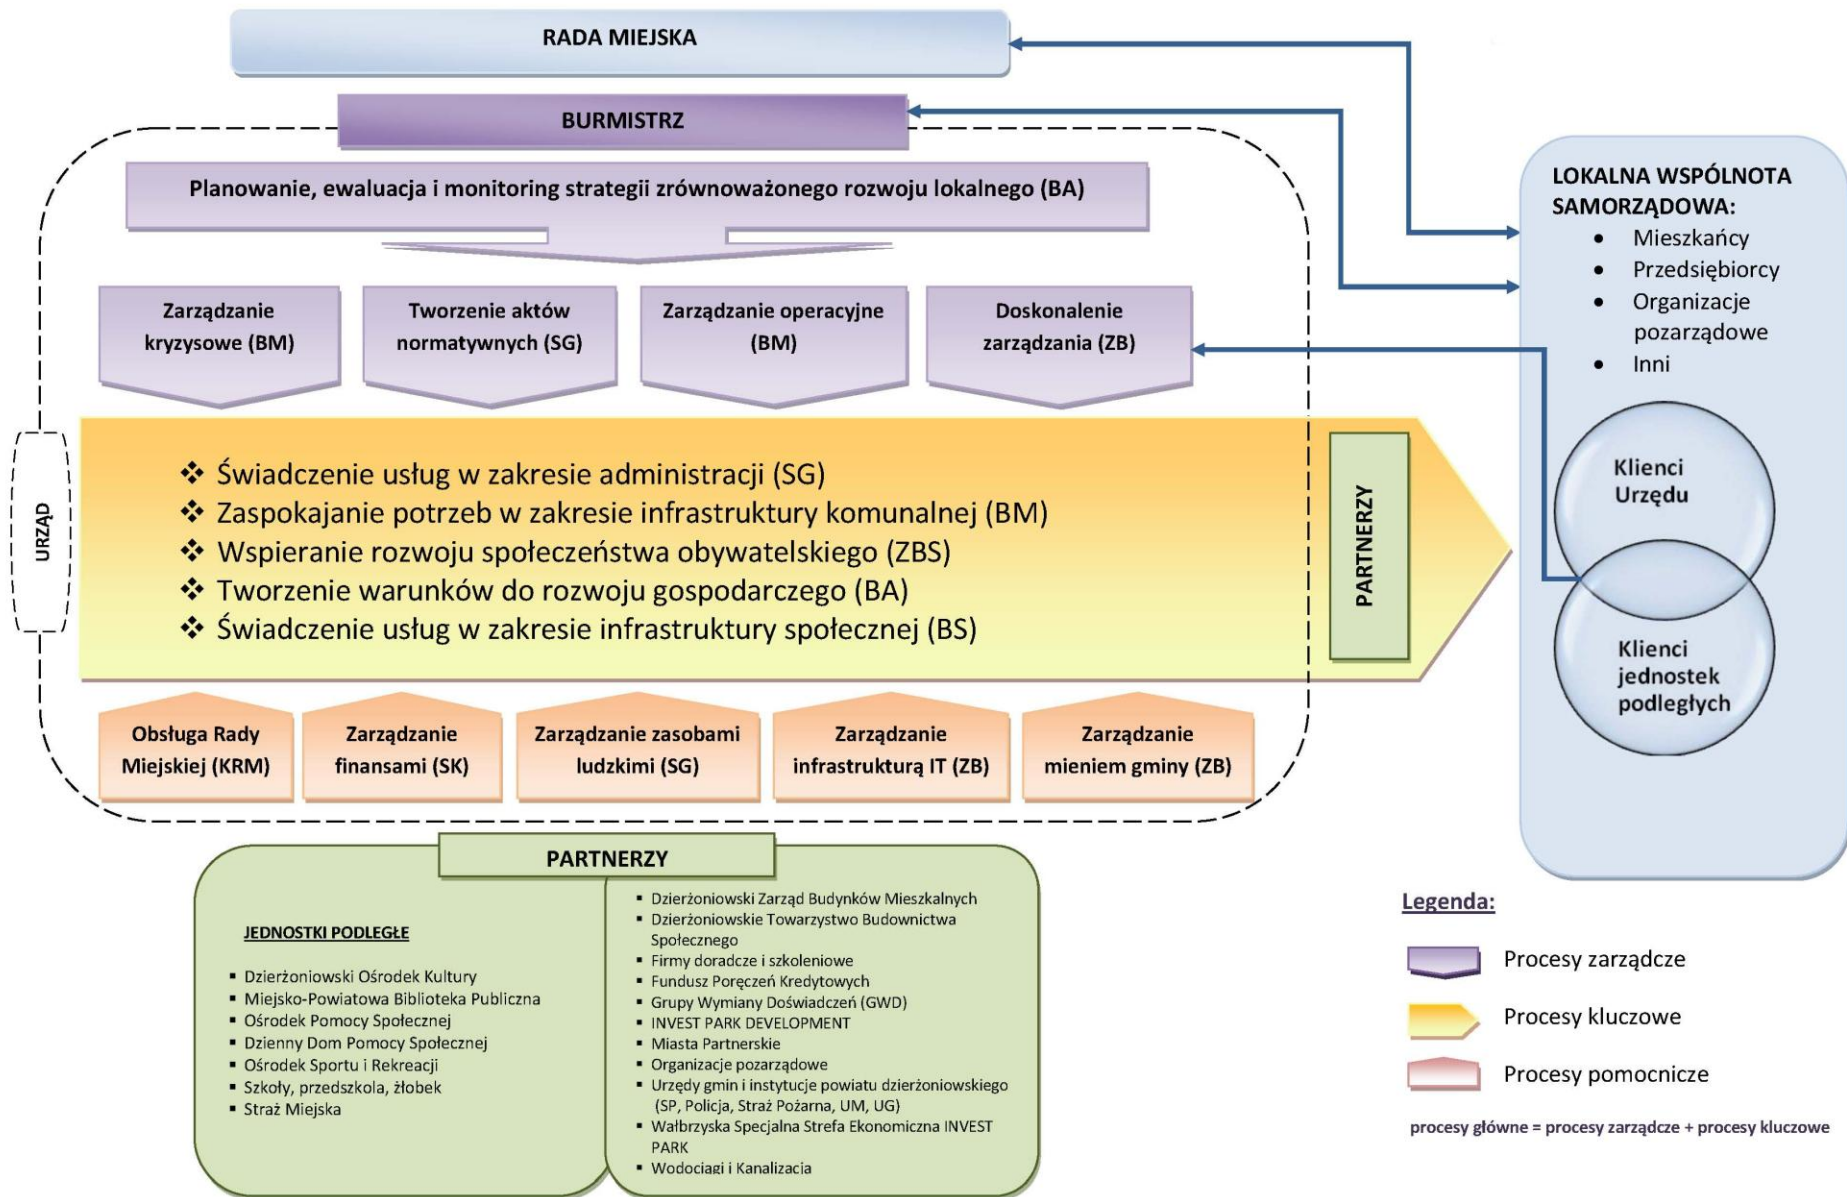 RADA MIEJSKA
BURMISTRZ
Planowanie, ewaluacja i monitoring strategii zrównoważonego rozwoju lokalnego (BA)
Zarządzanie
kryzysowe (BM)
Tworzenie aktów
normatywnych (SG)
Zarządzanie operacyjne
(BM)
Doskonalenie
zarządzania (ZB)
URZĄD
❖ Świadczenie usług w zakresie administracji (SG)
❖ Zaspokajanie potrzeb w zakresie infrastruktury komunalnej (BM)
❖ Wspieranie rozwoju społeczeństwa obywatelskiego (ZBS)
❖ Tworzenie warunków do rozwoju gospodarczego (BA)
❖ Świadczenie usług w zakresie infrastruktury społecznej (BS)
PARTNERZY
Obsługa Rady
Miejskiej (KRM)
Zarządzanie
finansami (SK)
Zarządzanie zasobami
ludzkimi (SG)
Zarządzanie
infrastrukturą IT (ZB)
Zarządzanie
mieniem gminy (ZB)
LOKALNA WSPÓLNOTA
SAMORZĄDOWA:
• Mieszkańcy
• Przedsiębiorcy
• Organizacje
pozarządowe
• Inni
Klienci
Urzędu
Klienci
jednostek
podległych
PARTNERZY
JEDNOSTKI PODLEGŁE
▪ Dzierżoniowski Ośrodek Kultury
▪ Miejsko-Powiatowa Biblioteka Publiczna
▪ Ośrodek Pomocy Społecznej
▪ Dzienny Dom Pomocy Społecznej
▪ Ośrodek Sportu i Rekreacji
▪ Szkoły, przedszkola, żłobek
▪ Straż Miejska
▪ Dzierżoniowski Zarząd Budynków Mieszkalnych
▪ Dzierżoniowskie Towarzystwo Budownictwa
Społecznego
▪ Firmy doradcze i szkoleniowe
▪ Fundusz Poręczeń Kredytowych
▪ Grupy Wymiany Doświadczeń (GWD)
▪ INVEST PARK DEVELOPMENT
▪ Miasta Partnerskie
▪ Organizacje pozarządowe
▪ Urzędy gmin i instytucje powiatu dzierżoniowskiego
(SP, Policja, Straż Pożarna, UM, UG)
▪ Wałbrzyska Specjalna Strefa Ekonomiczna INVEST
PARK
▪ Wodociągi i Kanalizacja
Legenda:
Procesy zarządcze
Procesy kluczowe
Procesy pomocnicze
procesy główne = procesy zarządcze + procesy kluczowe